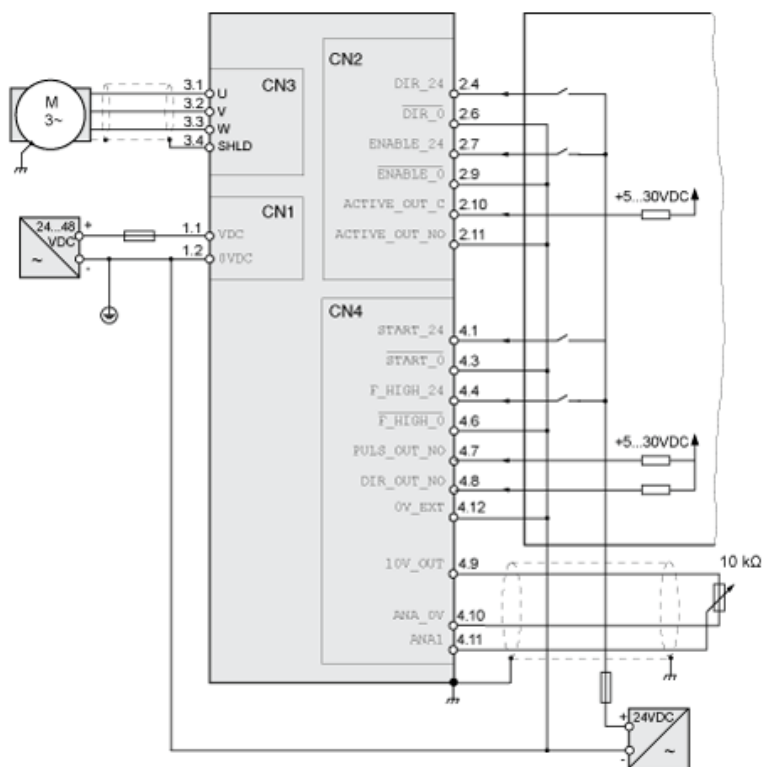 CN3
3.1 U
3.2 V
3.3 W
3.4 SHLD
M
3~
CN1
24...48
VDC
~
+
-
1.1 VDC
1.2 0VDC
CN2
DIR_24 2.4
DIR_0 2.6
ENABLE_24 2.7
ENABLE_0 2.9
ACTIVE_OUT_C 2.10
ACTIVE_OUT_NO 2.11
+5...30VDC
CN4
START_24 4.1
START_0 4.3
F_HIGH_24 4.4
F_HIGH_0 4.6
PULS_OUT_NO 4.7
DIR_OUT_NO 4.8
0V_EXT 4.12
+5...30VDC
10V_OUT 4.9
ANA_0V 4.10
ANA1 4.11
10 kΩ
+
24VDC
-
~